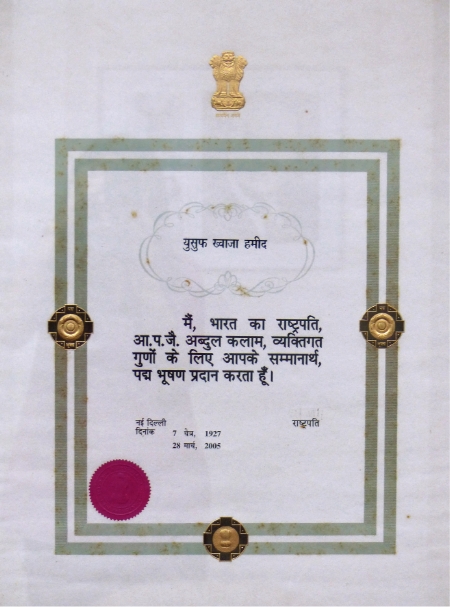 युसुफ ख्वाजा हमीद
मैं, भारत का राष्ट्रपति,
आ.प.जै. अब्दुल कलाम, व्यक्तिगत
गुणों के लिए आपके सम्मानार्थ,
पद्म भूषण प्रदान करता हूँ।
नई दिल्ली राष्ट्रपति
दिनांक 7 चैत्र, 1927
28 मार्च, 2005